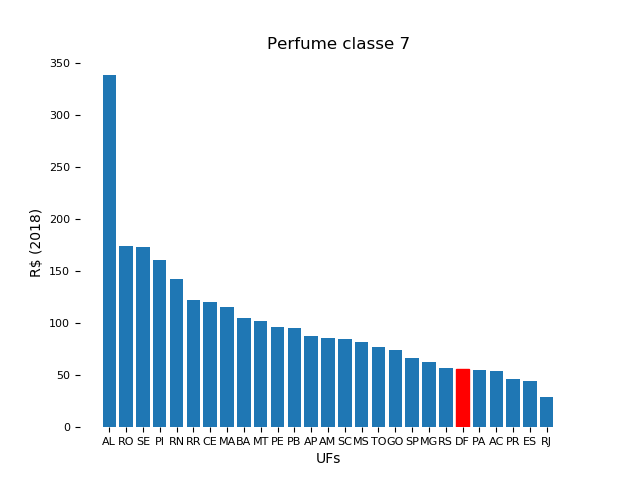 Perfume classe 7
R$ (2018)
350
300
250
200
150
100
50
0
AL RO SE PI RN RR CE MA BA MT PE PB AP AM SC MS TO GO SP MG RS DF PA AC PR ES RJ
UFs